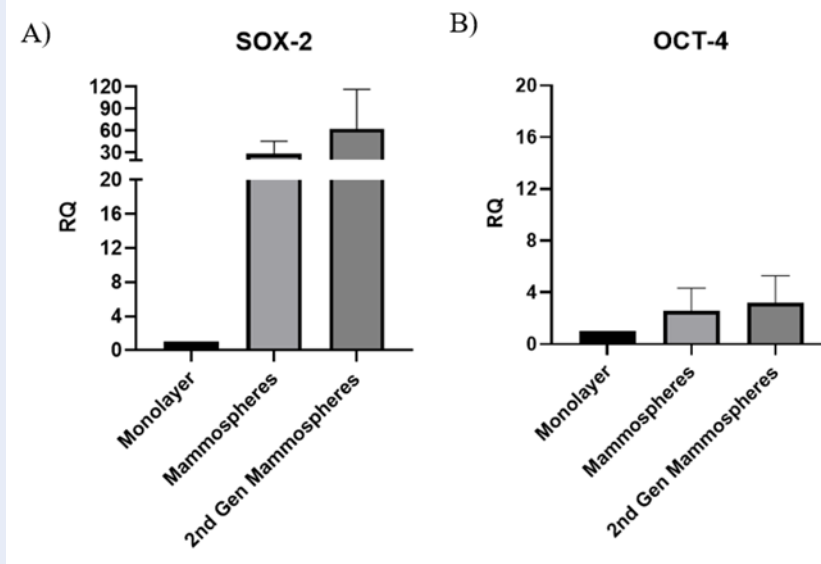 A)
SOX-2
120
90
60
30
20
16
12
8
4
0
RQ
Monolayer
Mammospheres
2nd Gen Mammospheres
B)
OCT-4
20
16
12
8
4
0
RQ
Monolayer
Mammospheres
2nd Gen Mammospheres